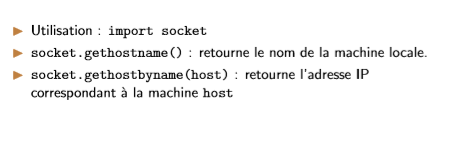 Utilisation : import socket
socket.gethostname() : retourne le nom de la machine locale.
socket.gethostbyname(host) : retourne l'adresse IP
correspondant à la machine host